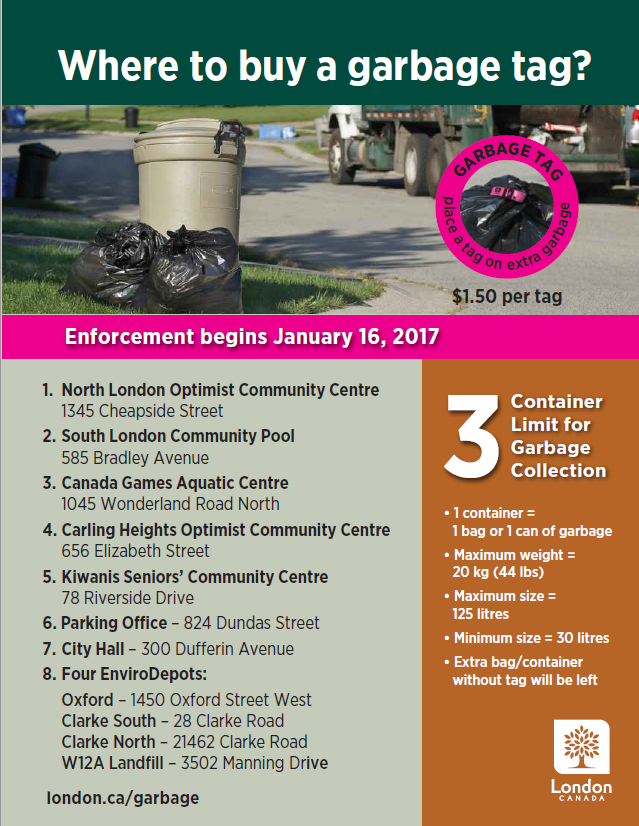 Where to buy a garbage tag?
GARBAGE TAG
place a tag on extra garbage
$1.50 per tag
Enforcement begins January 16, 2017
1. North London Optimist Community Centre
1345 Cheapside Street
2. South London Community Pool
585 Bradley Avenue
3. Canada Games Aquatic Centre
1045 Wonderland Road North
4. Carling Heights Optimist Community Centre
656 Elizabeth Street
5. Kiwanis Seniors’ Community Centre
78 Riverside Drive
6. Parking Office – 824 Dundas Street
7. City Hall – 300 Dufferin Avenue
8. Four EnviroDepots:
Oxford – 1450 Oxford Street West
Clarke South – 28 Clarke Road
Clarke North – 21462 Clarke Road
W12A Landfill – 3502 Manning Drive
london.ca/garbage
3
Container
Limit for
Garbage
Collection
• 1 container =
1 bag or 1 can of garbage
• Maximum weight =
20 kg (44 lbs)
• Maximum size =
125 litres
• Minimum size = 30 litres
• Extra bag/container
without tag will be left
London
CANADA